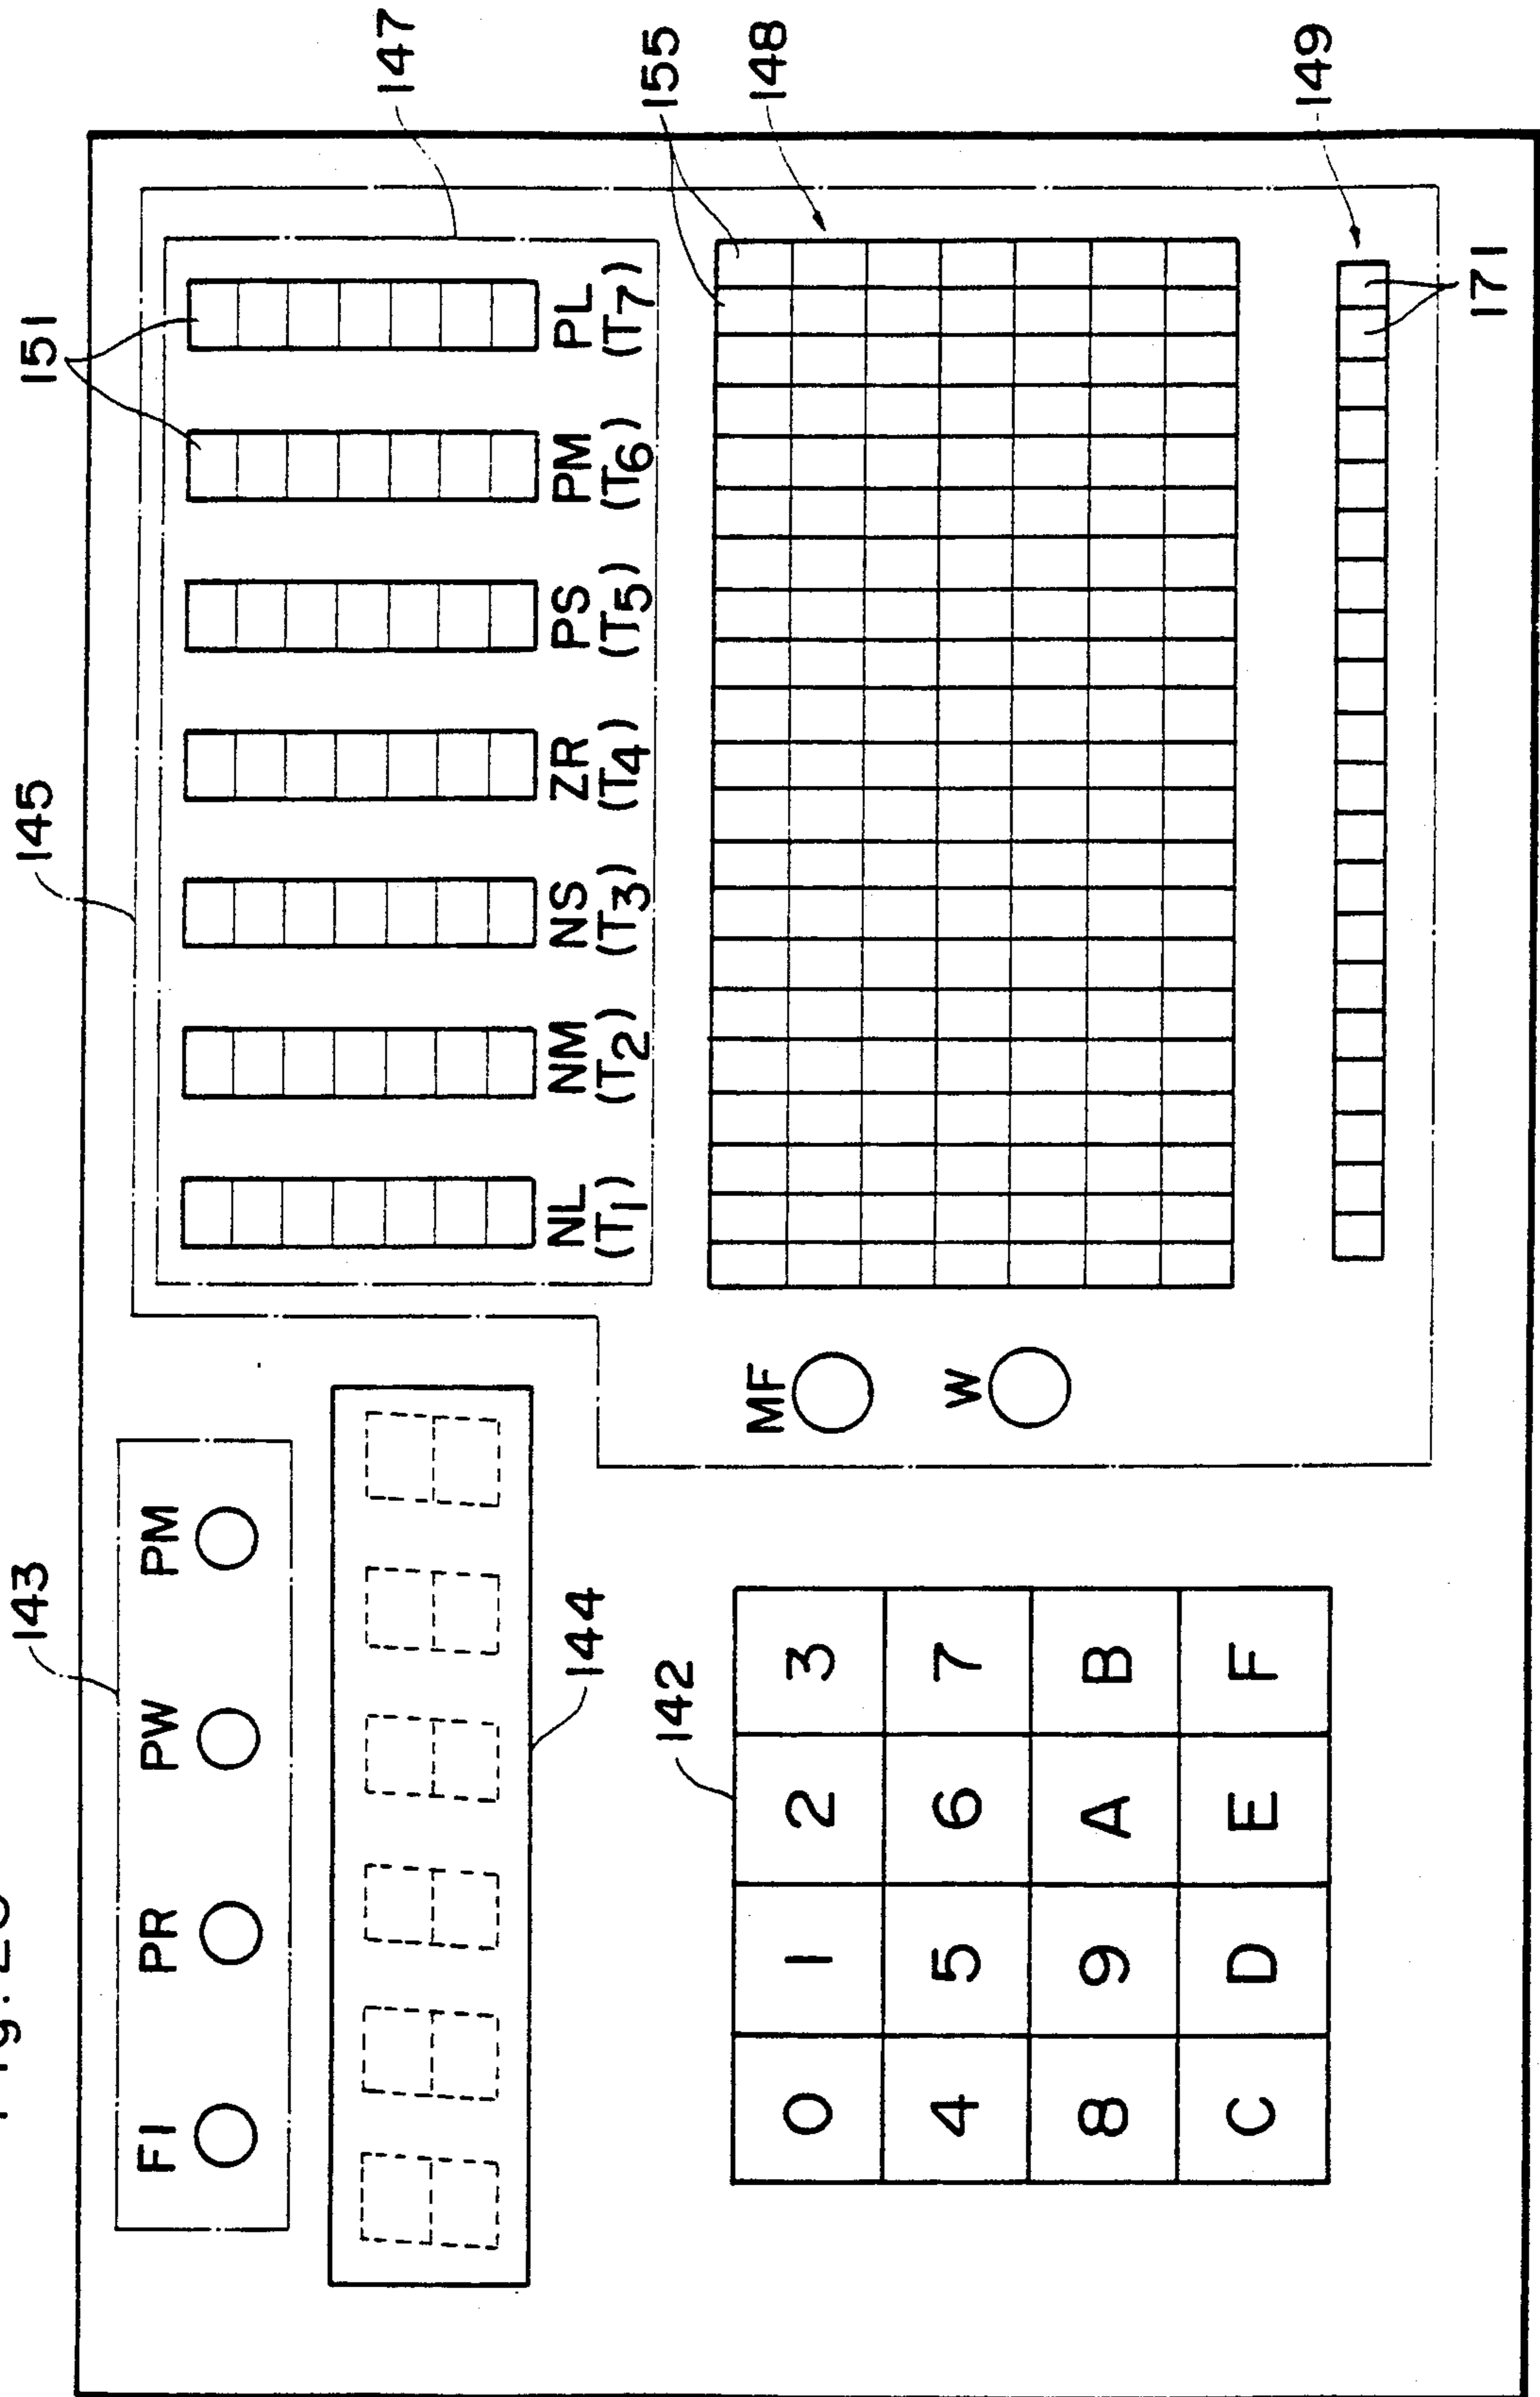 143
145
151
FI PR PW PM
147
NL NM NS ZR PS PM PL
(T1) (T2) (T3) (T4) (T5) (T6) (T7)
144
155
142
148
MF
0 1 2 3
W
4 5 6 7
8 9 A B
C D E F
149
171